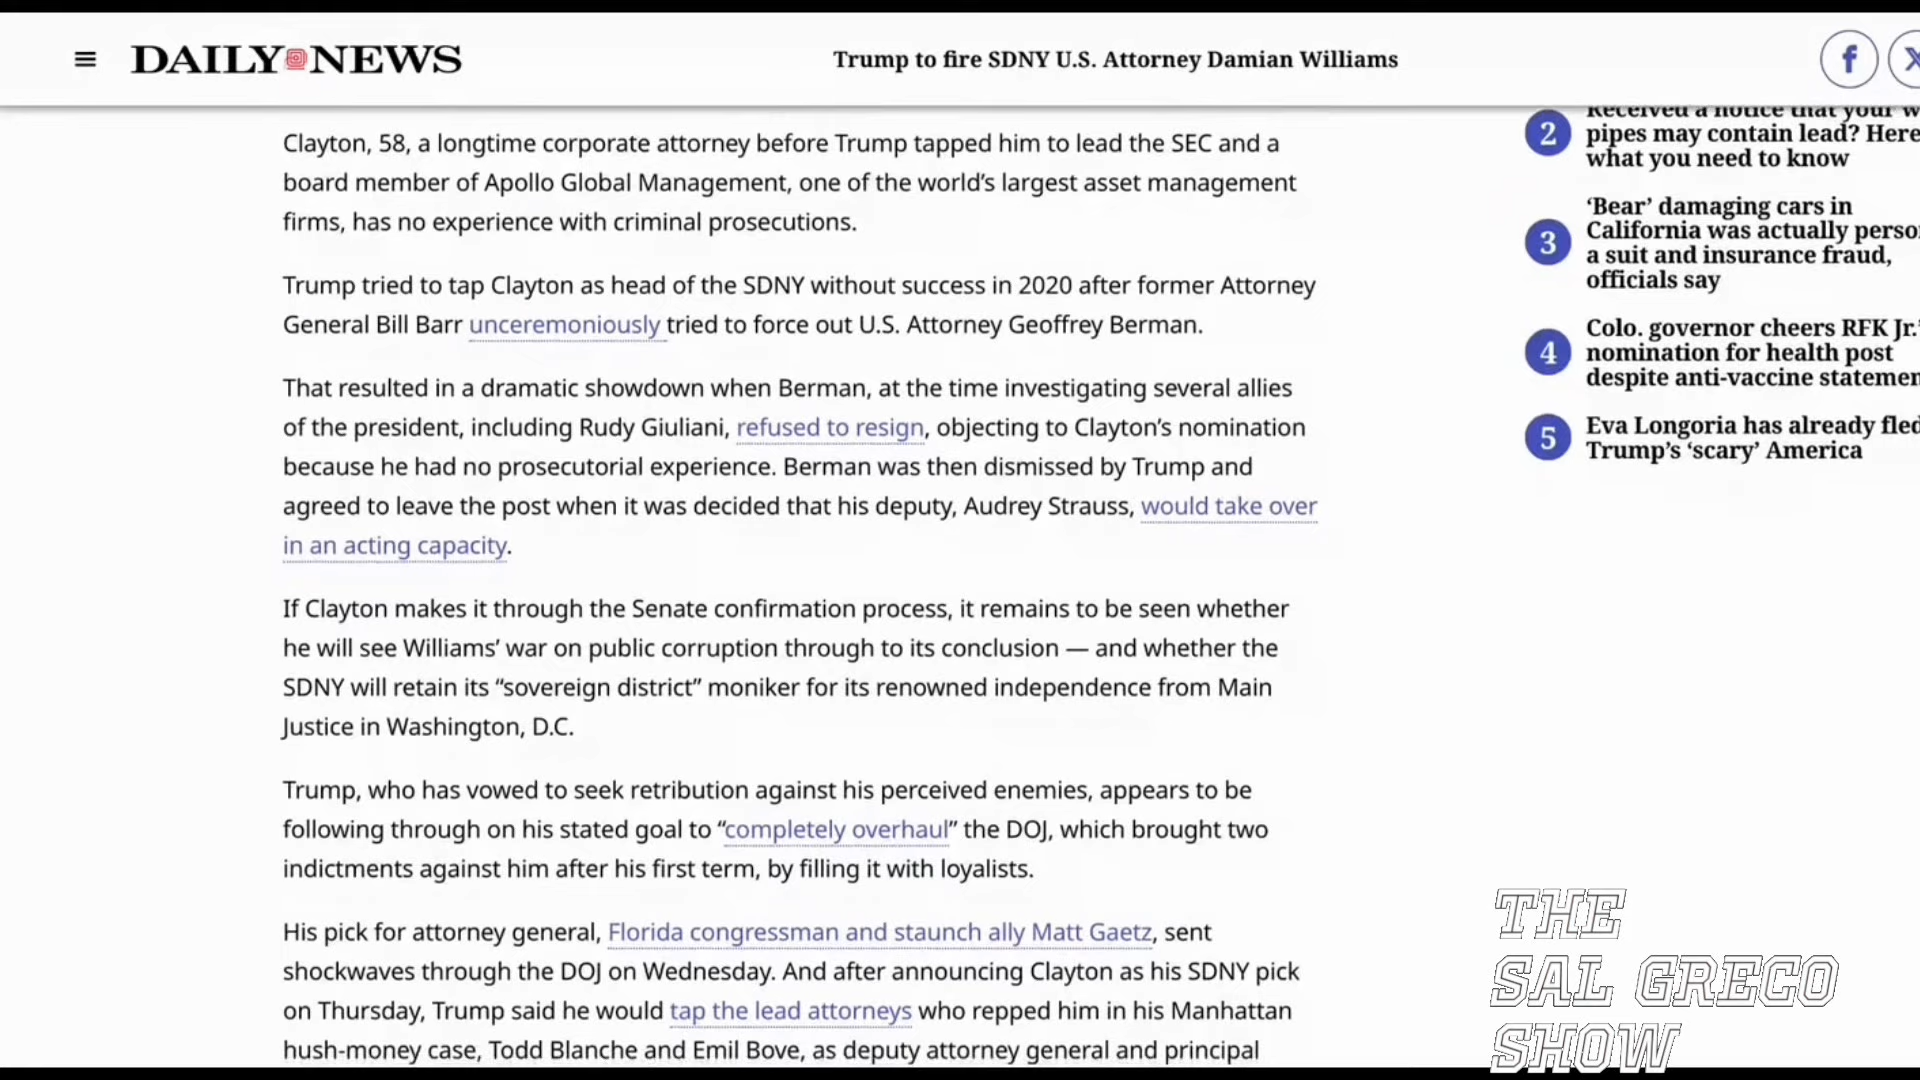 DAILY NEWS
Trump to fire SDNY U.S. Attorney Damian Williams
Clayton, 58, a longtime corporate attorney before Trump tapped him to lead the SEC and a
board member of Apollo Global Management, one of the world’s largest asset management
firms, has no experience with criminal prosecutions.
Trump tried to tap Clayton as head of the SDNY without success in 2020 after former Attorney
General Bill Barr unceremoniously tried to force out U.S. Attorney Geoffrey Berman.
That resulted in a dramatic showdown when Berman, at the time investigating several allies
of the president, including Rudy Giuliani, refused to resign, objecting to Clayton’s nomination
because he had no prosecutorial experience. Berman was then dismissed by Trump and
agreed to leave the post when it was decided that his deputy, Audrey Strauss, would take over
in an acting capacity.
If Clayton makes it through the Senate confirmation process, it remains to be seen whether
he will see Williams’ war on public corruption through to its conclusion — and whether the
SDNY will retain its “sovereign district” moniker for its renowned independence from Main
Justice in Washington, D.C.
Trump, who has vowed to seek retribution against his perceived enemies, appears to be
following through on his stated goal to “completely overhaul” the DOJ, which brought two
indictments against him after his first term, by filling it with loyalists.
His pick for attorney general, Florida congressman and staunch ally Matt Gaetz, sent
shockwaves through the DOJ on Wednesday. And after announcing Clayton as his SDNY pick
on Thursday, Trump said he would tap the lead attorneys who repped him in his Manhattan
hush-money case, Todd Blanche and Emil Bove, as deputy attorney general and principal
2
Received a notice that your
pipes may contain lead? Here
what you need to know
3
‘Bear’ damaging cars in
California was actually
a suit and insurance fraud,
officials say
4
Colo. governor cheers RFK Jr.
nomination for health post
despite anti-vaccine
5
Eva Longoria has already fled
Trump’s ‘scary’ America
THE
SAL GRECO
SHOW